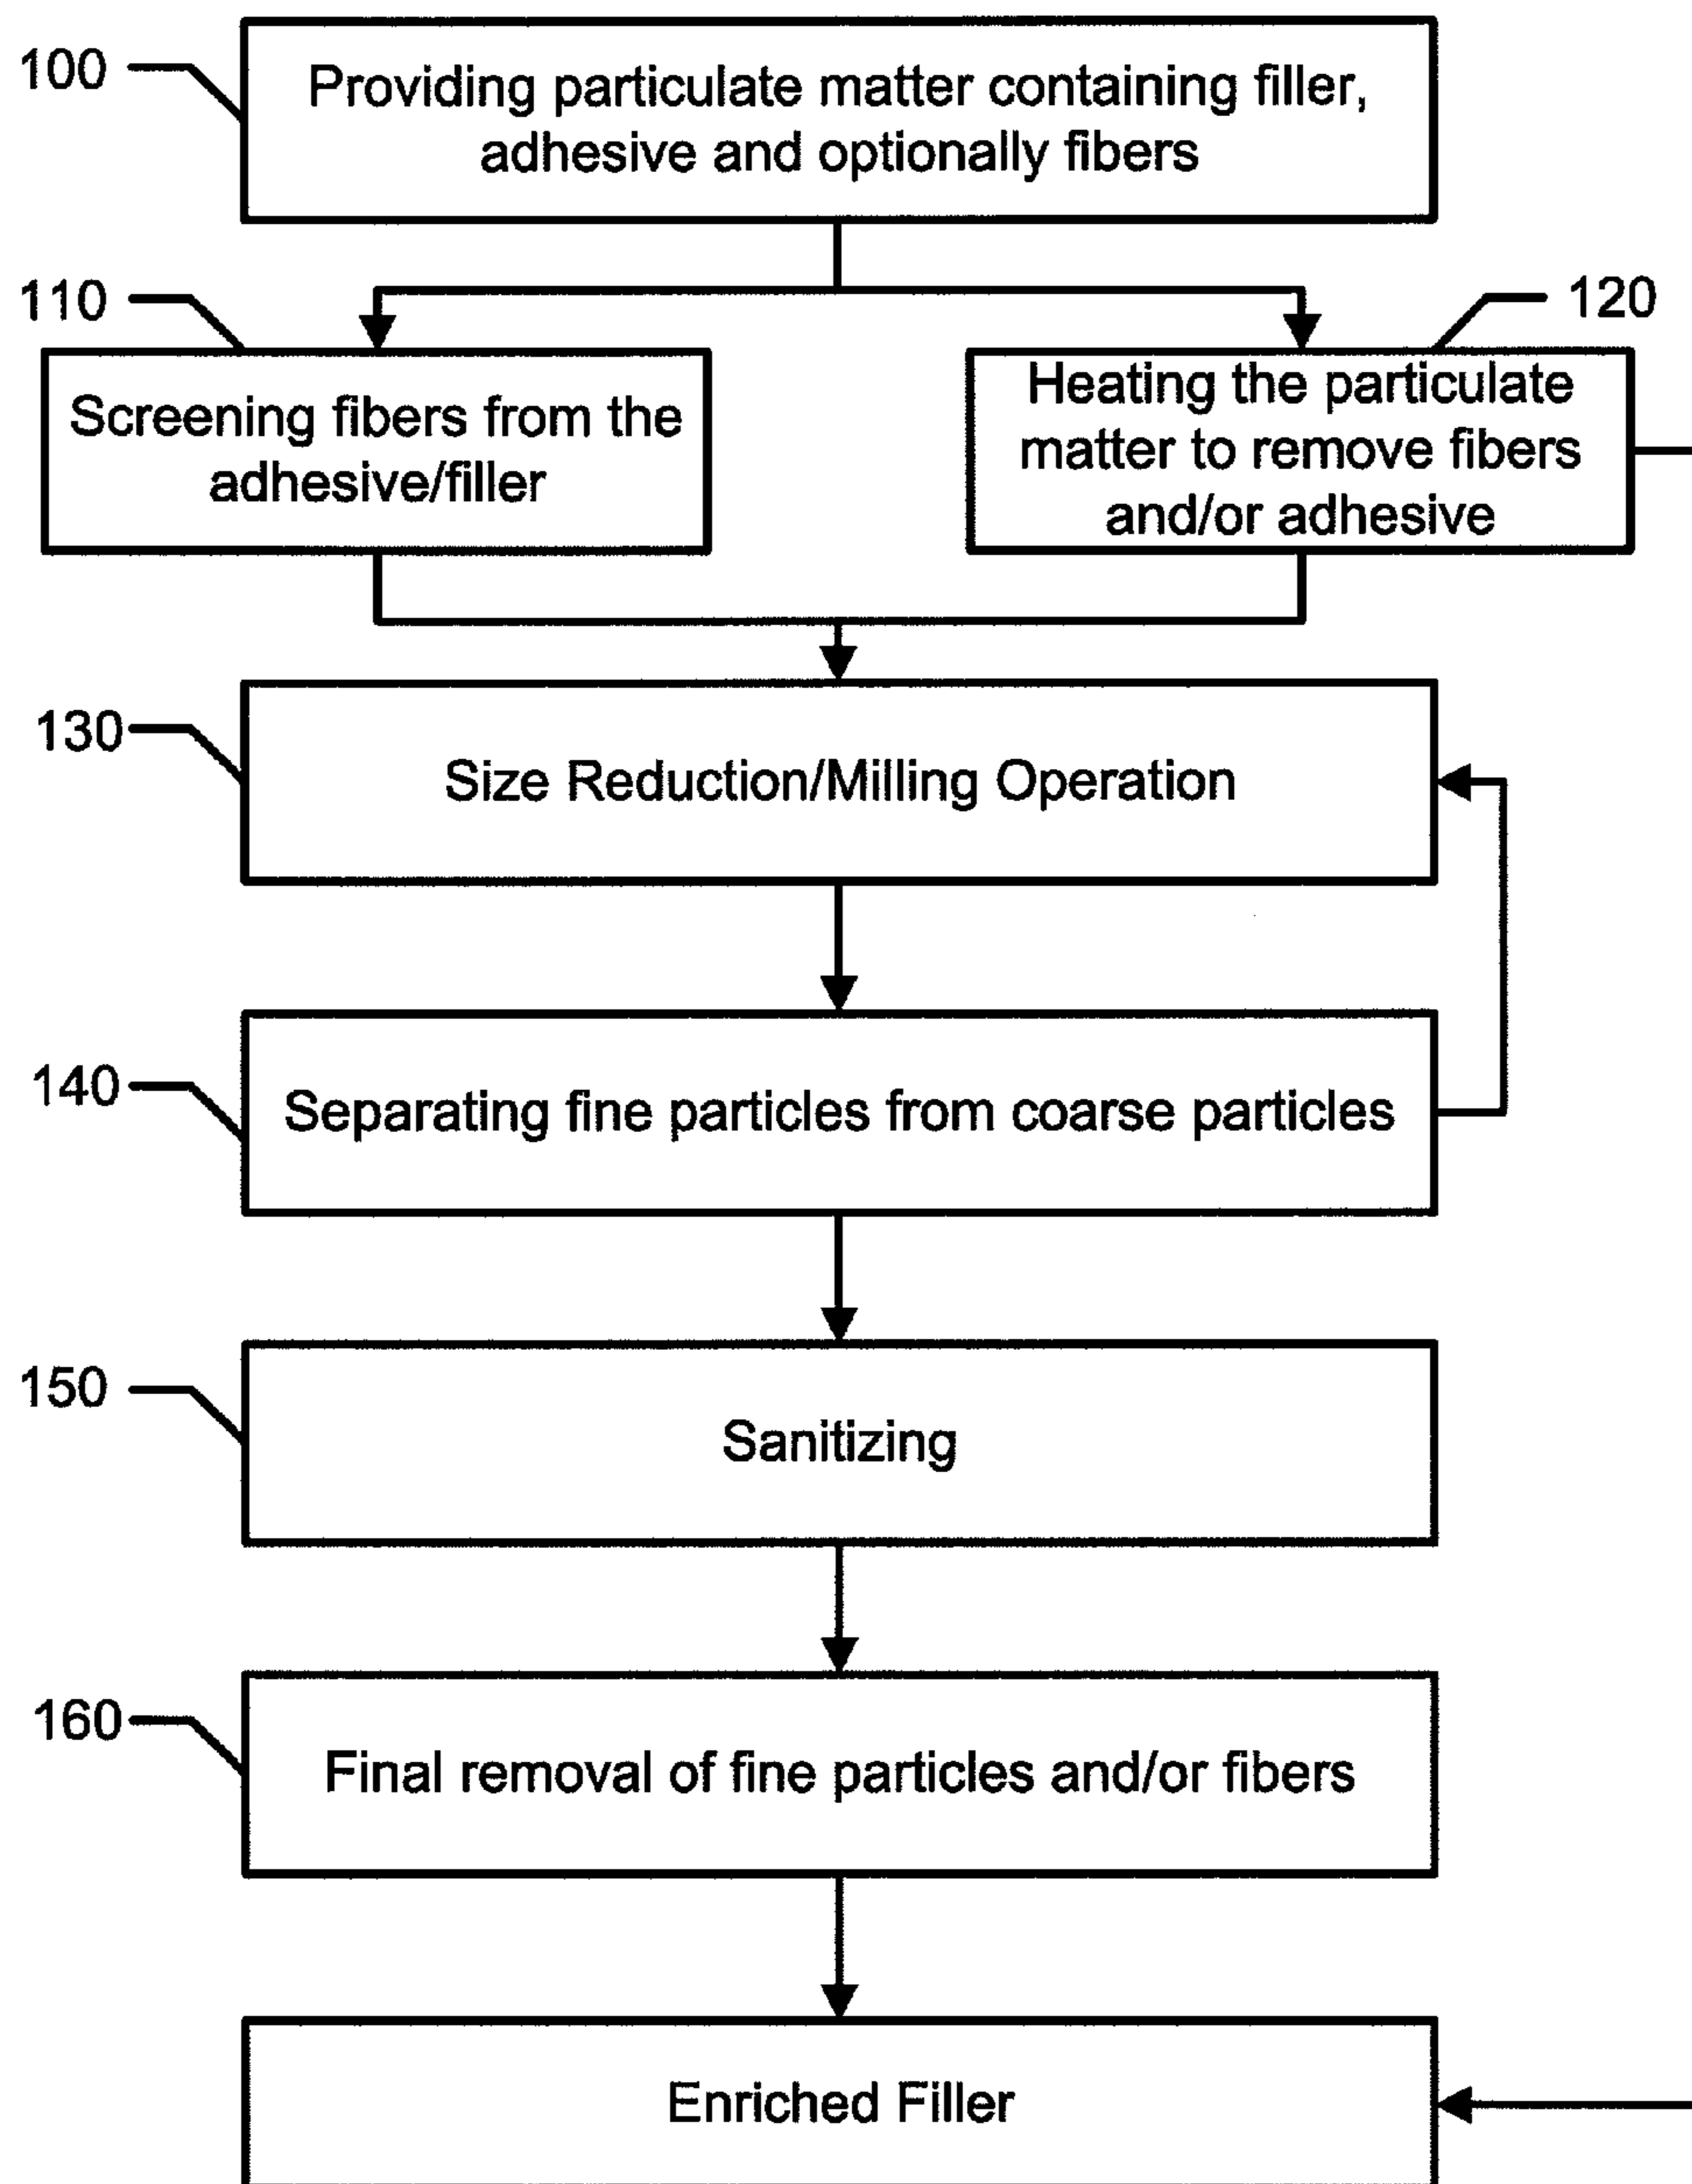 100
Providing particulate matter containing filler,
adhesive and optionally fibers
110
120
Screening fibers from the
adhesive/filler
Heating the particulate
matter to remove fibers
and/or adhesive
130
Size Reduction/Milling Operation
140
Separating fine particles from coarse particles
150
Sanitizing
160
Final removal of fine particles and/or fibers
Enriched Filler